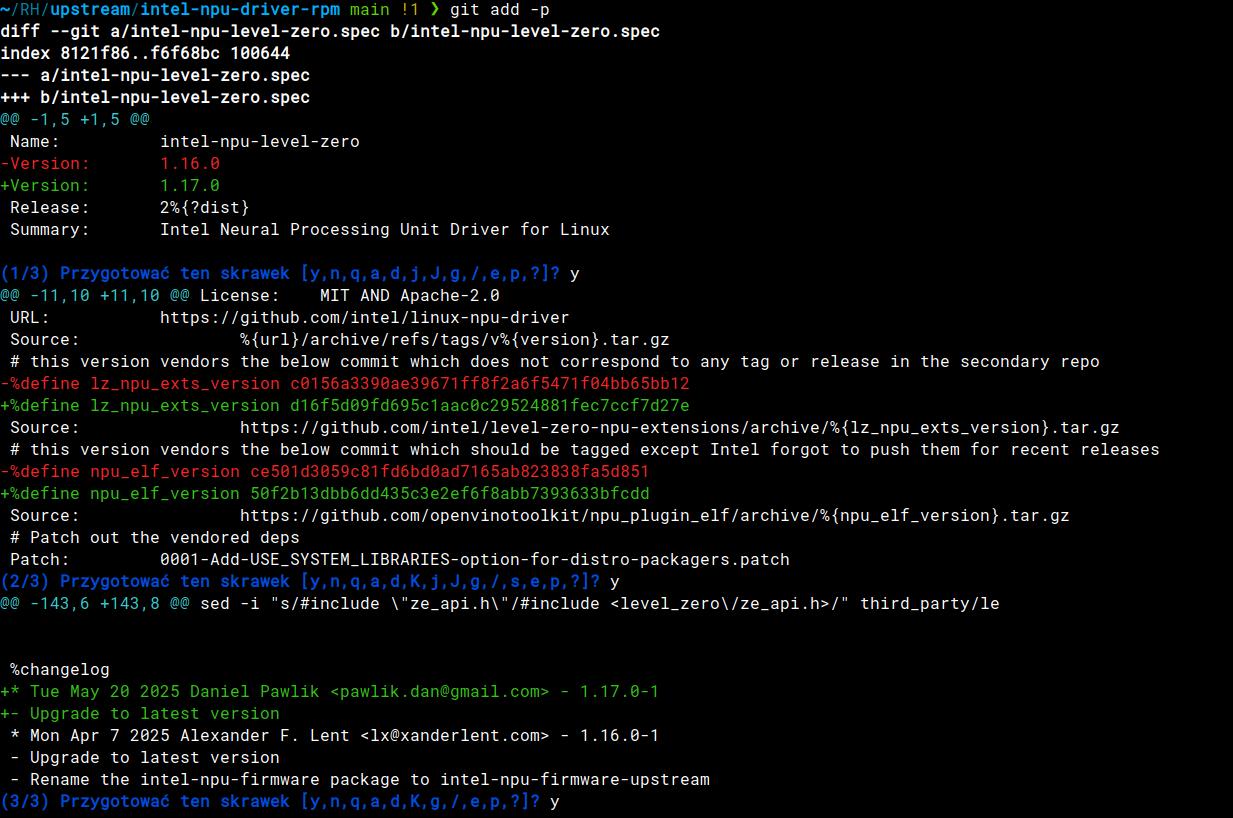 ~/RH/upstream/intel-npu-driver-rpm main !1 ❯ git add -p
diff --git a/intel-npu-level-zero.spec b/intel-npu-level-zero.spec
index 8121f86..f6f68bc 100644
--- a/intel-npu-level-zero.spec
+++ b/intel-npu-level-zero.spec
@@ -1,5 +1,5 @@
 Name:          intel-npu-level-zero
-Version:       1.16.0
+Version:       1.17.0
 Release:       2%{?dist}
 Summary:       Intel Neural Processing Unit Driver for Linux
(1/3) Przygotować ten skrawek [y,n,q,a,d,j,J,g,/,e,p,?]? y
@@ -11,10 +11,10 @@ License:    MIT AND Apache-2.0
 URL:           https://github.com/intel/linux-npu-driver
 Source:                %{url}/archive/refs/tags/v%{version}.tar.gz
 # this version vendors the below commit which does not correspond to any tag or release in the secondary repo
-%define lz_npu_exts_version c0156a3390ae39671ff8f2a6f5471f04bb65bb12
+%define lz_npu_exts_version d16f5d09fd695c1aac0c29524881fec7ccf7d27e
 Source:                https://github.com/intel/level-zero-npu-extensions/archive/%{lz_npu_exts_version}.tar.gz
 # this version vendors the below commit which should be tagged except Intel forgot to push them for recent releases
-%define npu_elf_version ce501d3059c81fd6bd0ad7165ab823838fa5d851
+%define npu_elf_version 50f2b13dbb6dd435c3e2ef6f8abb7393633bfcdd
 Source:                https://github.com/openvinotoolkit/npu_plugin_elf/archive/%{npu_elf_version}.tar.gz
 # Patch out the vendored deps
 Patch:         0001-Add-USE_SYSTEM_LIBRARIES-option-for-distro-packagers.patch
(2/3) Przygotować ten skrawek [y,n,q,a,d,K,j,J,g,/,s,e,p,?]? y
@@ -143,6 +143,8 @@ sed -i "s/#include \"ze_api.h\"/#include <level_zero\/ze_api.h>/" third_party/le
 %changelog
+* Tue May 20 2025 Daniel Pawlik <pawlik.dan@gmail.com> - 1.17.0-1
+- Upgrade to latest version
 * Mon Apr 7 2025 Alexander F. Lent <lx@xanderlent.com> - 1.16.0-1
 - Upgrade to latest version
 - Rename the intel-npu-firmware package to intel-npu-firmware-upstream
(3/3) Przygotować ten skrawek [y,n,q,a,d,K,g,/,e,p,?]? y